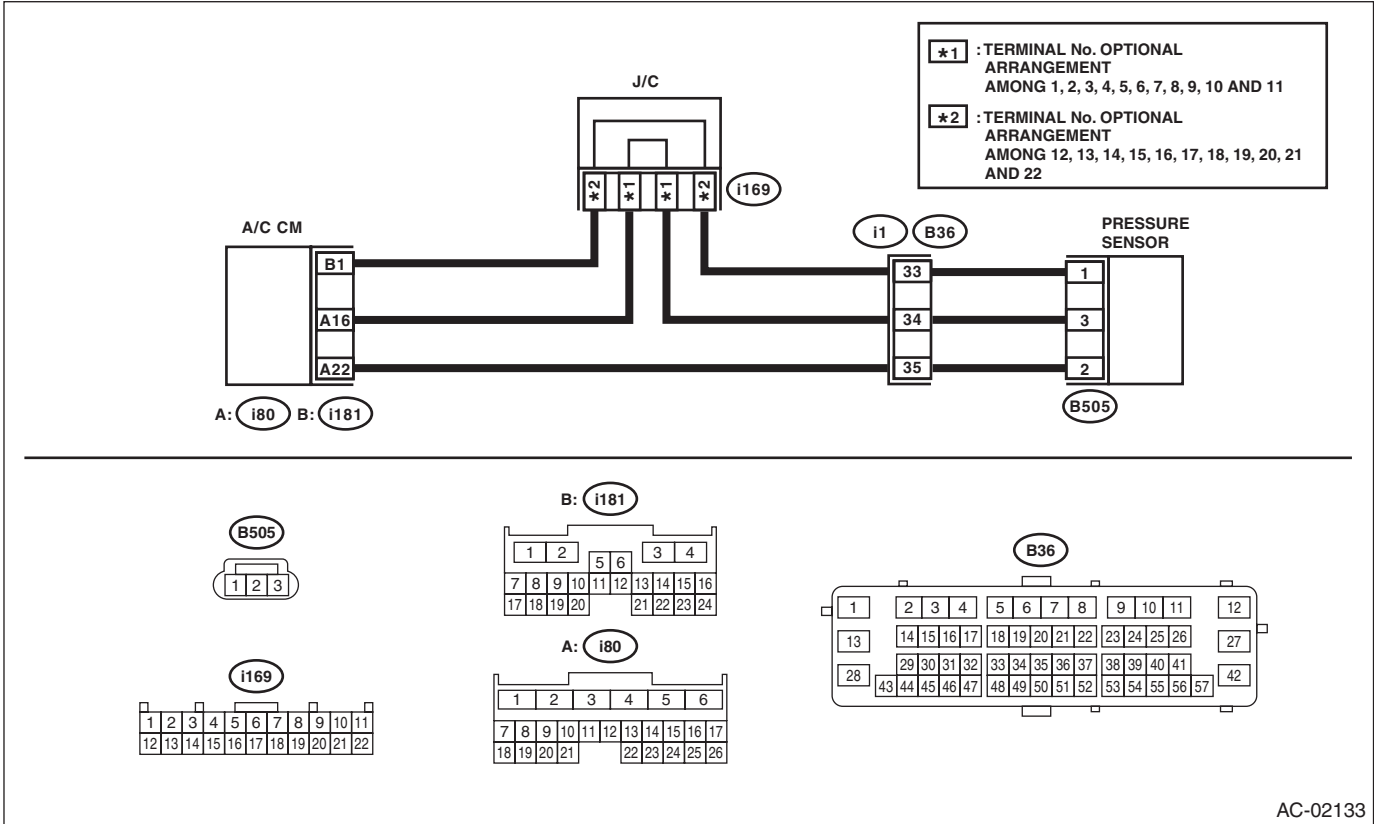 *1 : TERMINAL No. OPTIONAL
ARRANGEMENT
AMONG 1, 2, 3, 4, 5, 6, 7, 8, 9, 10 AND 11
*2 : TERMINAL No. OPTIONAL
ARRANGEMENT
AMONG 12, 13, 14, 15, 16, 17, 18, 19, 20, 21
AND 22
J/C
*2 *1 *1 *2
i169
A/C CM
i1 B36
PRESSURE
SENSOR
B1
33 1
A16
34 3
A22
35 2
A: i80 B: i181
B505
B: i181
1 2 3 4
5 6
7 8 9 10 11 12 13 14 15 16
17 18 19 20 21 22 23 24
B505
1 2 3
A: i80
1 2 3 4 5 6
7 8 9 10 11 12 13 14 15 16 17
18 19 20 21 22 23 24 25 26
i169
1 2 3 4 5 6 7 8 9 10 11
12 13 14 15 16 17 18 19 20 21 22
B36
1 2 3 4 5 6 7 8 9 10 11 12
13 14 15 16 17 18 19 20 21 22 23 24 25 26 27
28 29 30 31 32 33 34 35 36 37 38 39 40 41 42
43 44 45 46 47 48 49 50 51 52 53 54 55 56 57
AC-02133